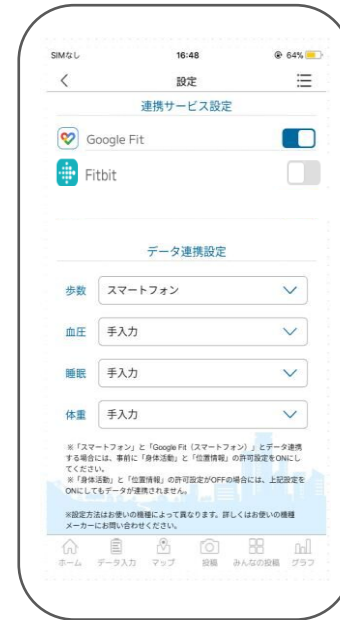 SIMなし 16:48 64%
設定
連携サービス設定
Google Fit
Fitbit
データ連携設定
歩数 スマートフォン
血圧 手入力
睡眠 手入力
体重 手入力
※「スマートフォン」と「Google Fit（スマートフォン）」とデータ連携
する場合には、事前に「身体活動」と「位置情報」の許可設定をONにし
てください。
※「身体活動」と「位置情報」の許可設定がOFFの場合には、上記設定を
ONにしてもデータが連携されません。
※設定方法はお使いの機種によって異なります。詳しくはお使いの機種
メーカーにお問い合わせください。
ホーム データ入力 マップ 投稿 みんなの投稿 グラフ